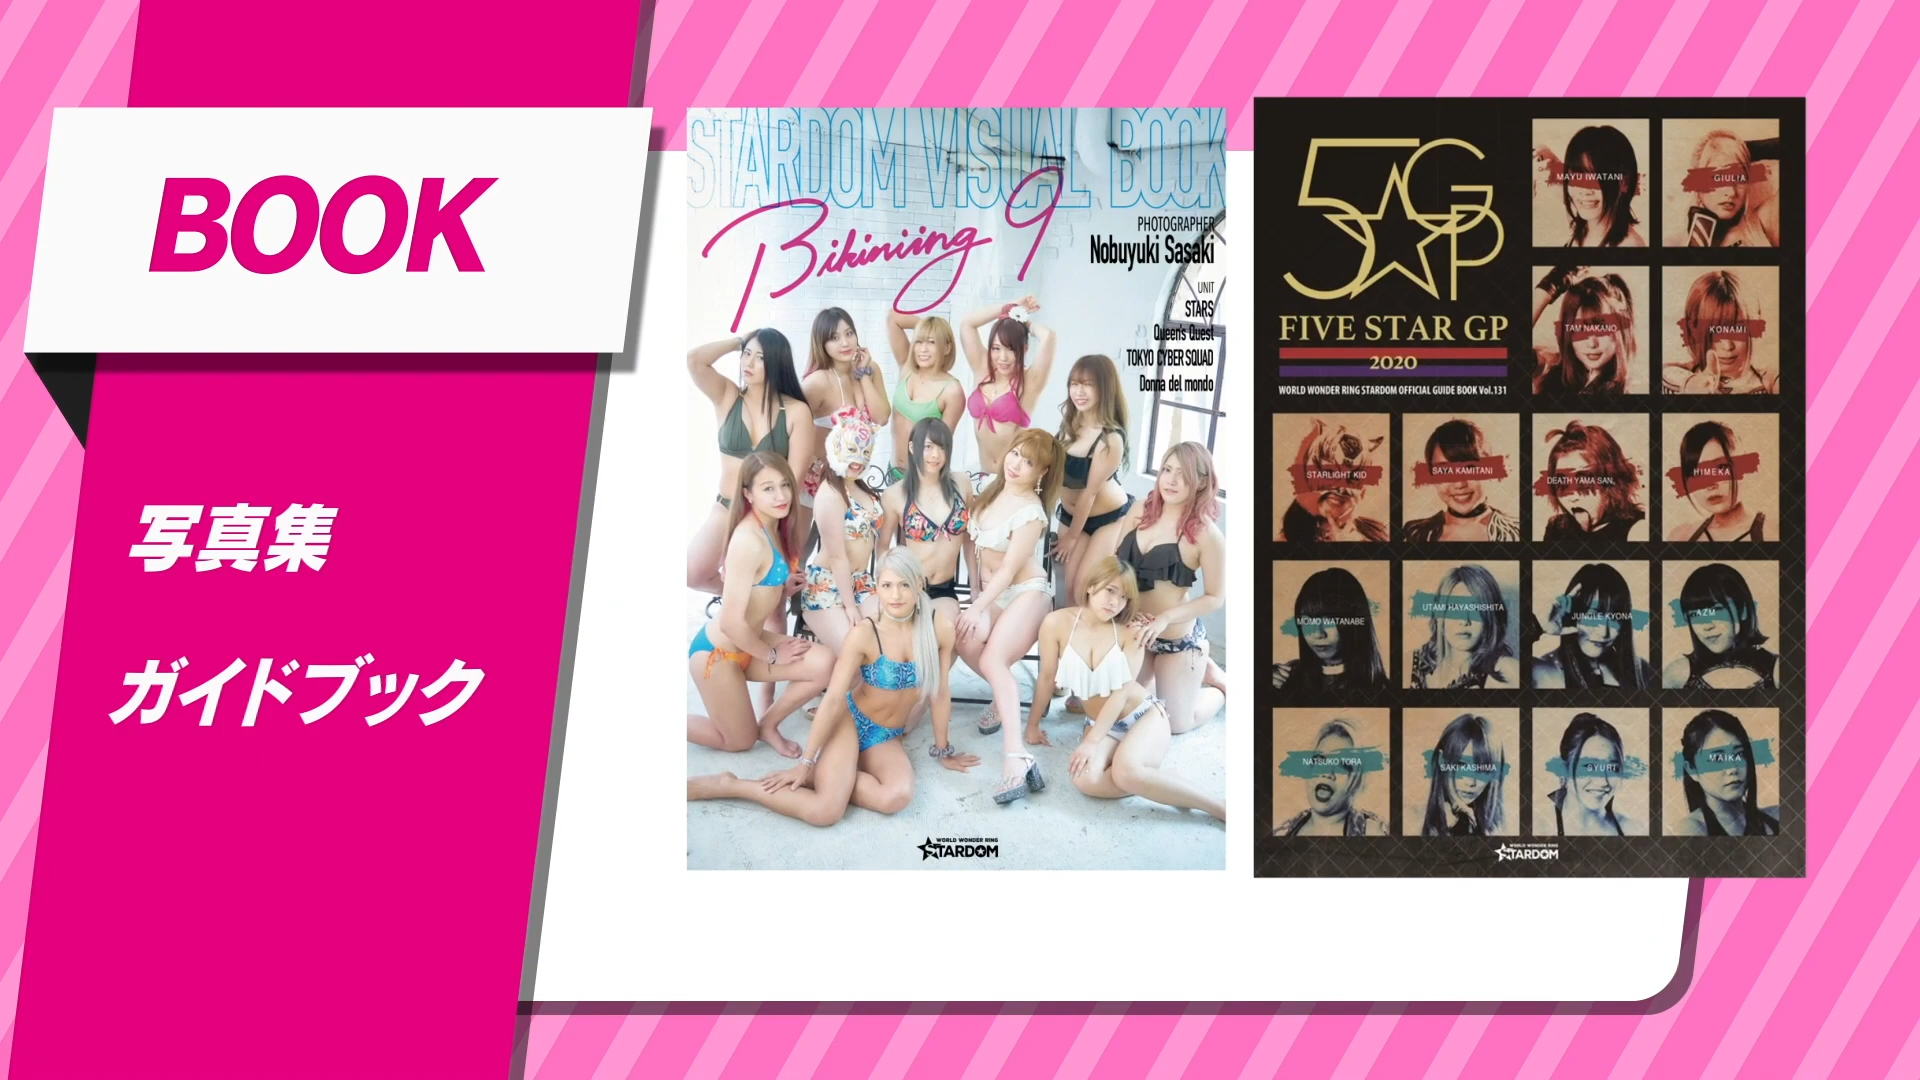 BOOK
写真集
ガイドブック
STARDOM VISUAL BOOK
Bikiniing 9
PHOTOGRAPHER
Nobuyuki Sasaki
UNIT
STARS
Queen's Quest
TOKYO CYBER SQUAD
Donna del mondo
WORLD WONDER RING
STARDOM
5★GP
FIVE STAR GP
2020
WORLD WONDER RING STARDOM OFFICIAL GUIDE BOOK Vol.131
MAYU IWATANI
GIULIA
TAM NAKANO
KONAMI
STARLIGHT KID
SAYA KAMITANI
DEATH YAMA SAN,
HIMEKA
MOMO WATANABE
UTAMI HAYASHISHITA
JUNGLE KYONA
AZM
NATSUKO TORA
SAKI KASHIMA
SYURI
MAIKA
WORLD WONDER RING
STARDOM